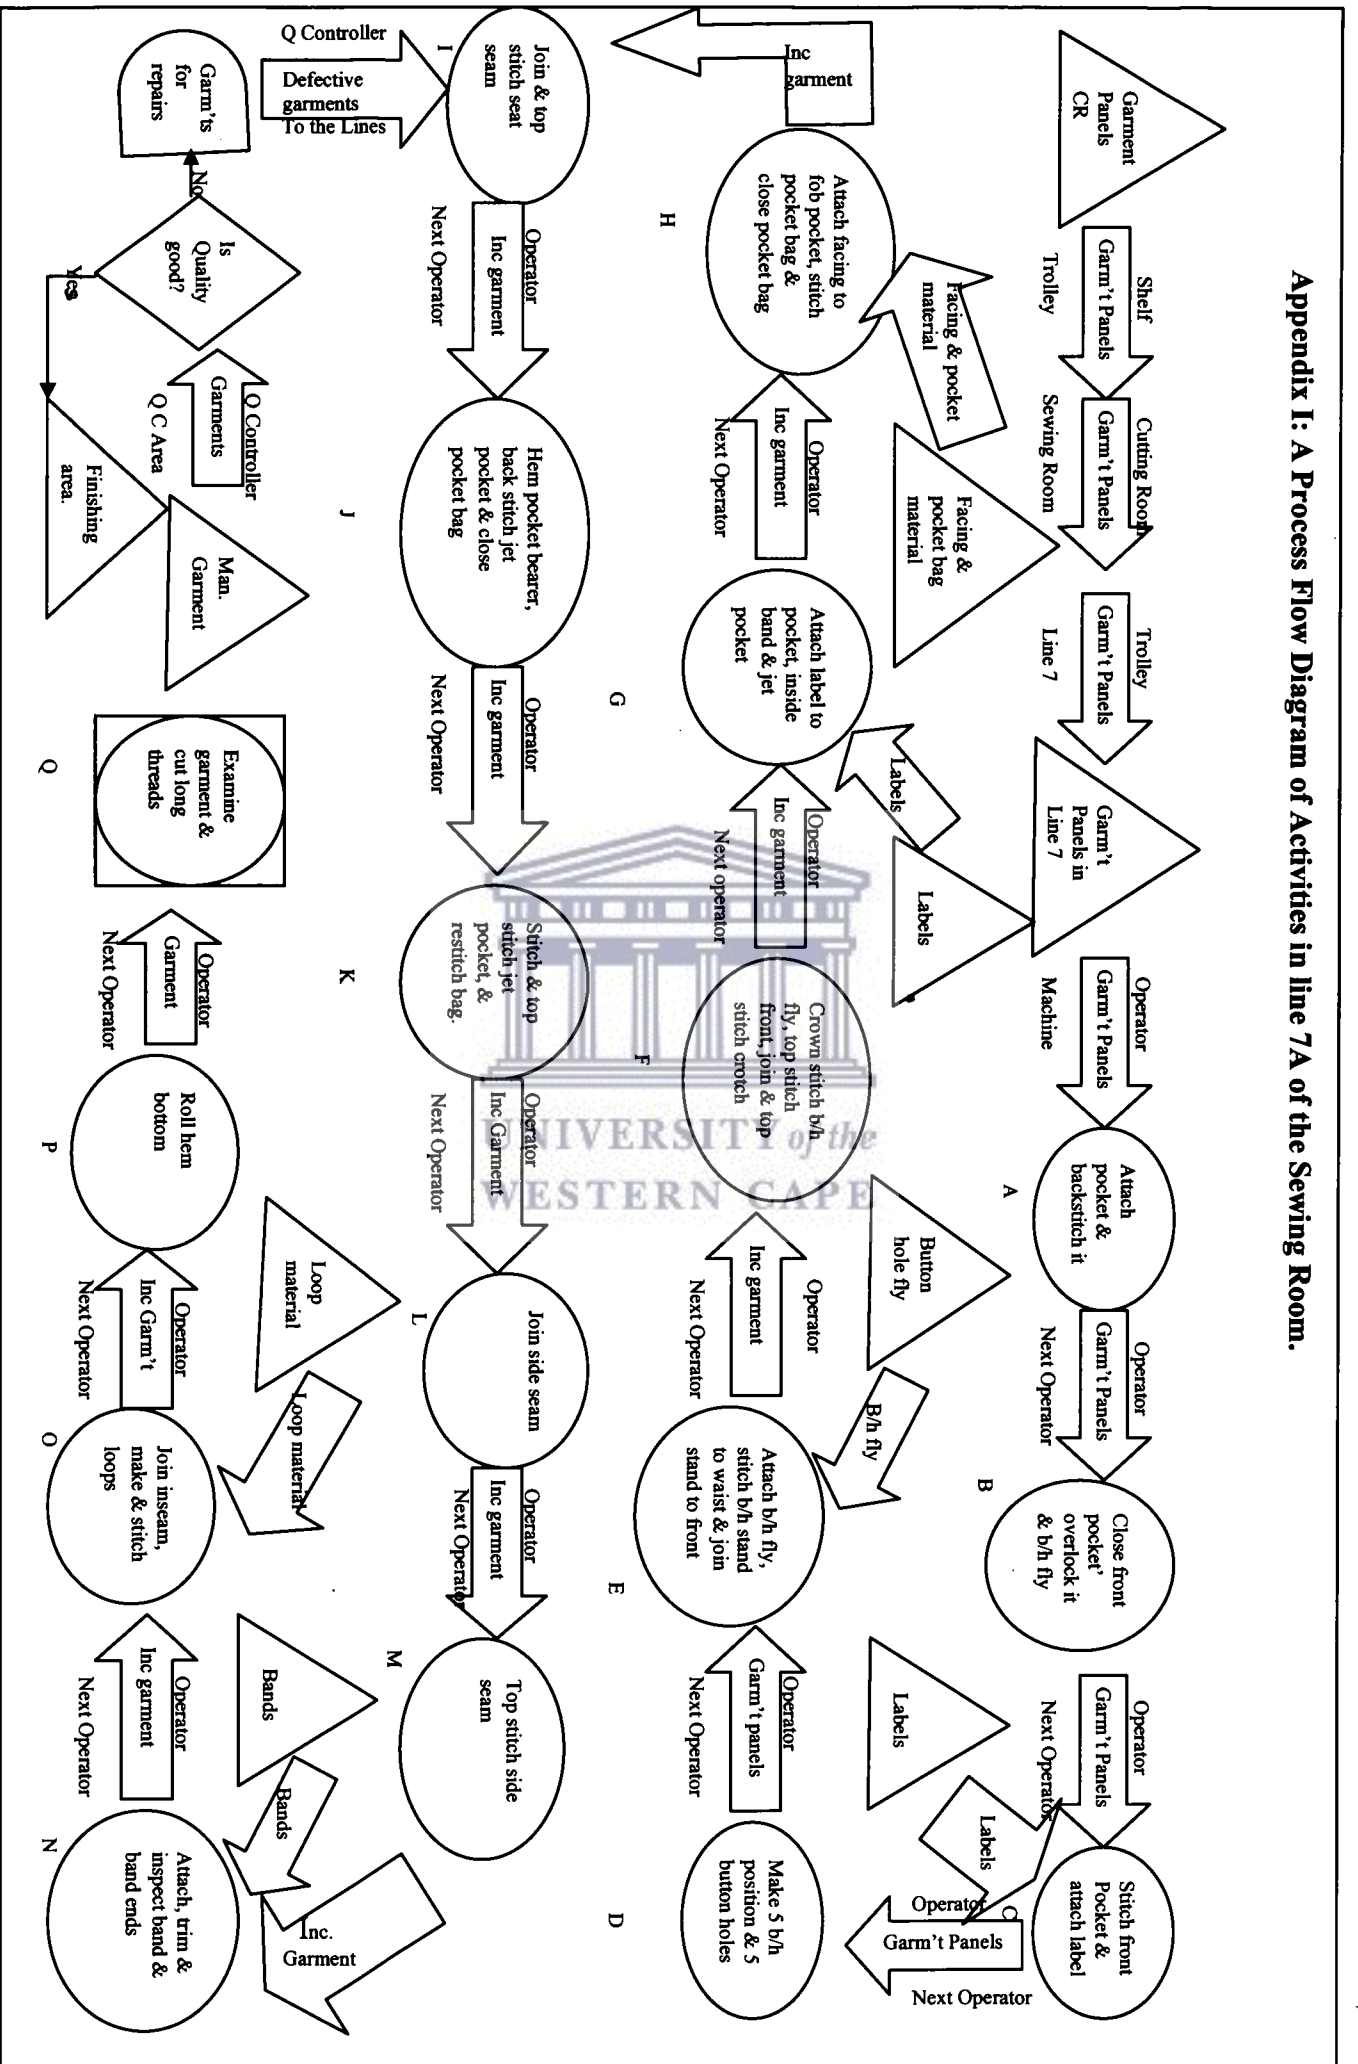 Appendix I: A Process Flow Diagram of Activities in line 7A of the Sewing Room.
Garment
Panels
CR
Shelf
Garm't Panels
Trolley
Cutting Room
Garm't Panels
Sewing Room
Trolley
Garm't Panels
Line 7
Garm't
Panels in
Line 7
Operator
Garm't Panels
Machine
Attach
pocket &
backstitch it
A
Operator
Garm't Panels
Next Operator
Close front
pocket'
overlock it
& b/h fly
B
Operator
Garm't Panels
Next Operator
Stitch front
Pocket &
attach label
C
Labels
Labels
Operator
Garm't Panels
Next Operator
Make 5 b/h
position & 5
button holes
D
Operator
Garm't panels
Next Operator
Attach b/h fly,
stitch b/h stand
to waist & join
stand to front
E
Button
hole fly
B/h fly
Operator
Inc garment
Next Operator
Crown stitch b/h
fly, top stitch
front, join & top
stitch crotch
F
Operator
Inc garment
Next operator
Labels
Labels
Attach label to
pocket, inside
band & jet
pocket
G
Operator
Inc garment
Next Operator
Facing &
pocket bag
material
Facing & pocket
material
Attach facing to
fob pocket, stitch
pocket bag &
close pocket bag
H
Inc
garment
Join & top
stitch seat
seam
I
Operator
Inc garment
Next Operator
Hem pocket bearer,
back stitch jet
pocket & close
pocket bag
J
Operator
Inc garment
Next Operator
Stitch & top
stitch jet
pocket, &
restitch bag.
K
Operator
Inc Garment
Next Operator
Join side seam
L
Operator
Inc garment
Next Operator
Top stitch side
seam
M
Inc.
Garment
Bands
Bands
Attach, trim &
inspect band &
band ends
N
Operator
Inc garment
Next Operator
Join inseam,
make & stitch
loops
O
Loop
material
Loop material
Operator
Inc Garm't
Next Operator
Roll hem
bottom
P
Operator
Garment
Next Operator
Examine
garment &
cut long
threads
Q
Man.
Garment
Q Controller
Garments
Q C Area
Is
Quality
good?
Yes
No
Finishing
area.
Garm'ts
for
repairs
Q Controller
Defective
garments
To the Lines
UNIVERSITY of the
WESTERN CAPE